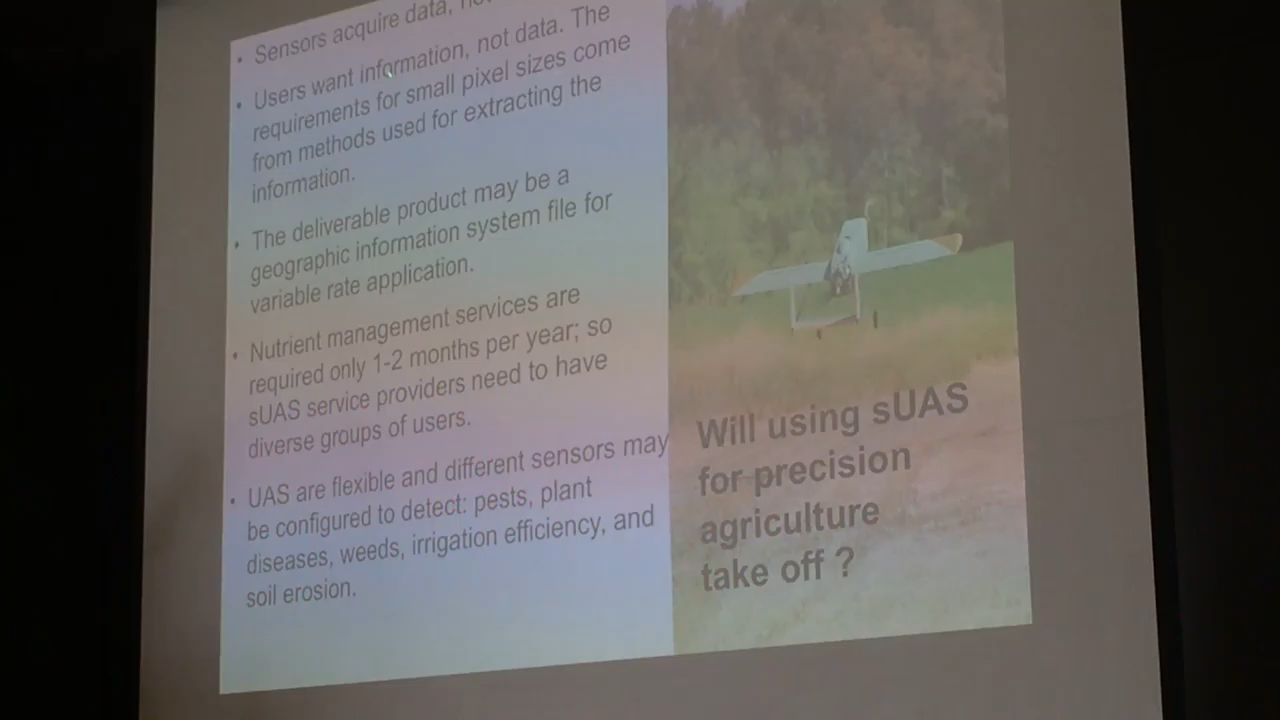 • Sensors acquire data,
• Users want information, not data. The
requirements for small pixel sizes come
from methods used for extracting the
information.
• The deliverable product may be a
geographic information system file for
variable rate application.
• Nutrient management services are
required only 1-2 months per year; so
sUAS service providers need to have
diverse groups of users.
• UAS are flexible and different sensors may
be configured to detect: pests, plant
diseases, weeds, irrigation efficiency, and
soil erosion.
Will using sUAS
for precision
agriculture
take off ?